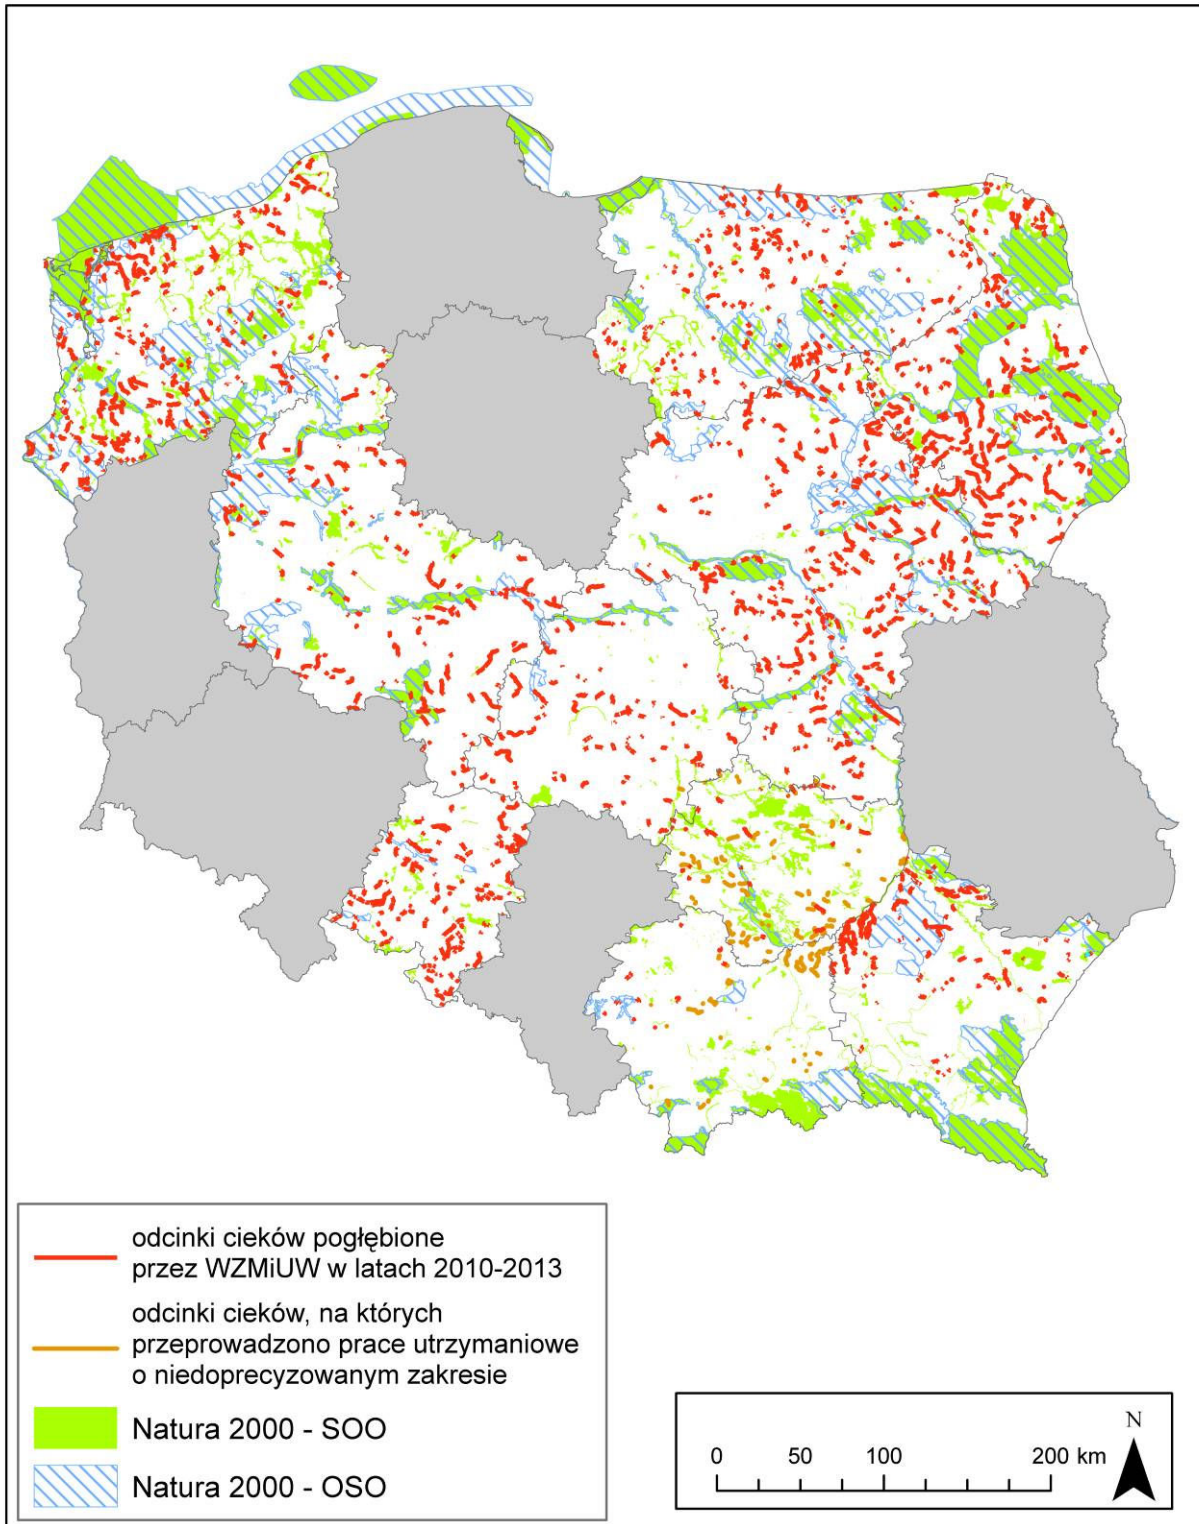 odcinki cieków pogłębione
przez WZMiUW w latach 2010-2013
odcinki cieków, na których
przeprowadzono prace utrzymaniowe
o niedoprecyzowanym zakresie
Natura 2000 - SOO
Natura 2000 - OSO
N
0 50 100 200 km